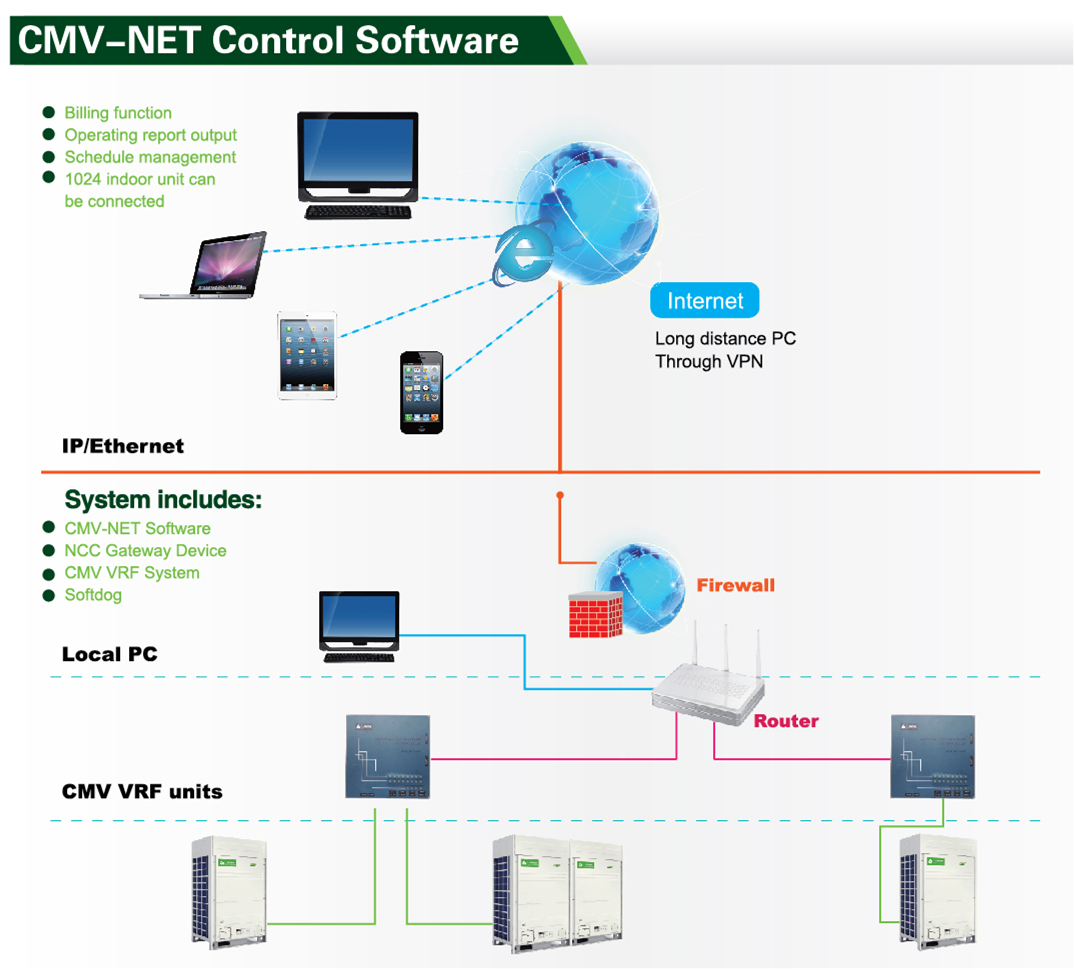 CMV–NET Control Software
Billing function
Operating report output
Schedule management
1024 indoor unit can
be connected
Internet
Long distance PC
Through VPN
IP/Ethernet
System includes:
CMV-NET Software
NCC Gateway Device
CMV VRF System
Softdog
Firewall
Local PC
Router
CMV VRF units